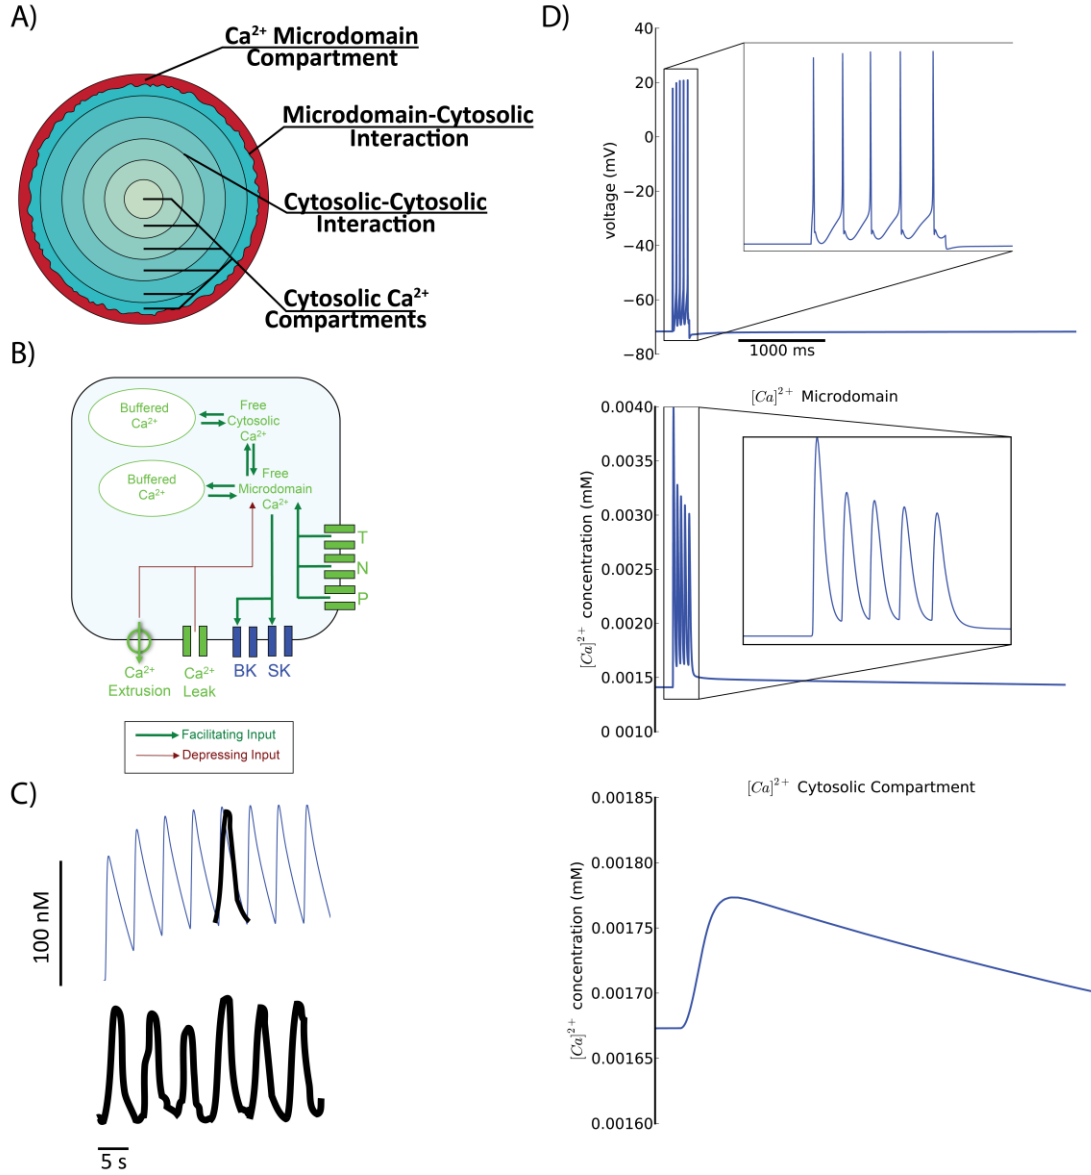 A)
Ca²⁺ Microdomain
Compartment
Microdomain-Cytosolic
Interaction
Cytosolic-Cytosolic
Interaction
Cytosolic Ca²⁺
Compartments
B)
Buffered
Ca²⁺
Free
Cytosolic
Ca²⁺
Buffered
Ca²⁺
Free
Microdomain
Ca²⁺
T
N
P
Ca²⁺
Extrusion
Ca²⁺
Leak
BK
SK
Facilitating Input
Depressing Input
C)
100 nM
5 s
D)
voltage (mV)
40
20
0
−20
−40
−60
−80
1000 ms
[Ca]²⁺ Microdomain
[Ca]²⁺ concentration (mM)
0.0040
0.0035
0.0030
0.0025
0.0020
0.0015
0 0010
[Ca]²⁺ Cytosolic Compartment
[Ca]²⁺ concentration (mM)
0.00185
0.00180
0.00175
0.00170
0.00165
0.00160